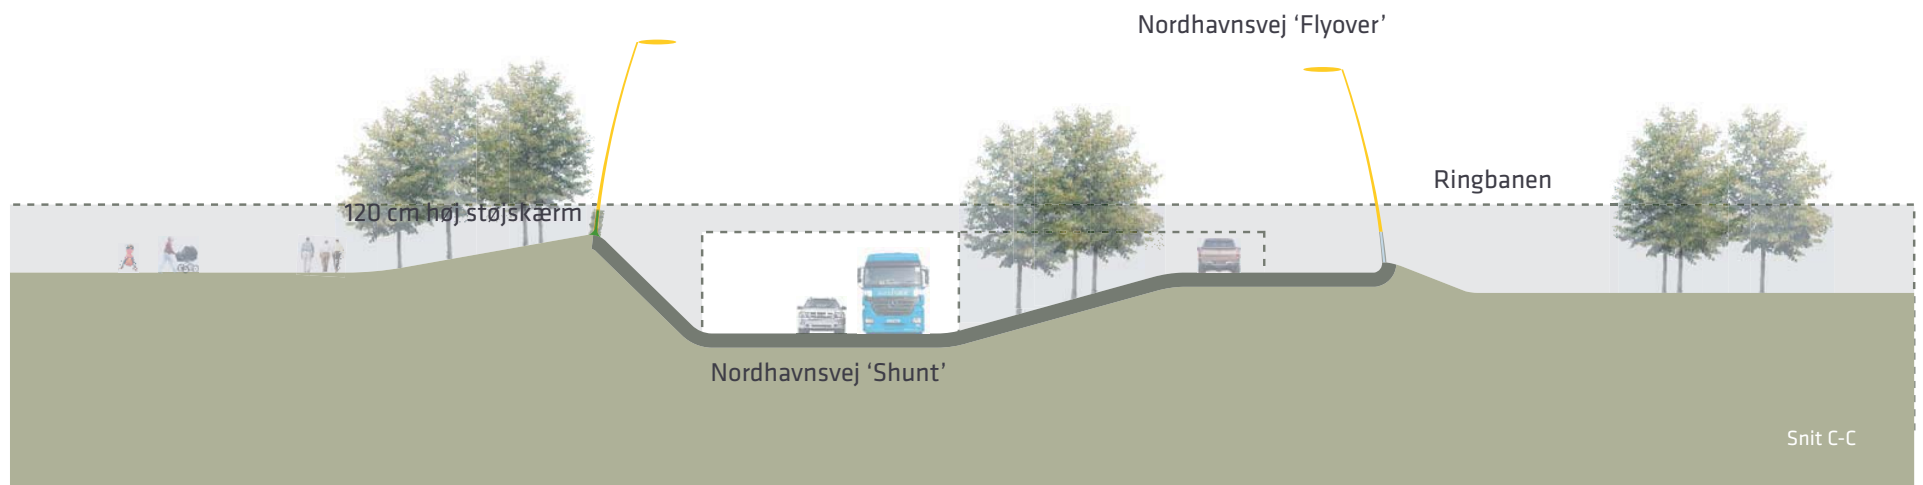 Nordhavnsvej ‘Flyover’
Ringbanen
120 cm høj støjskærm
Nordhavnsvej ‘Shunt’
Snit C-C